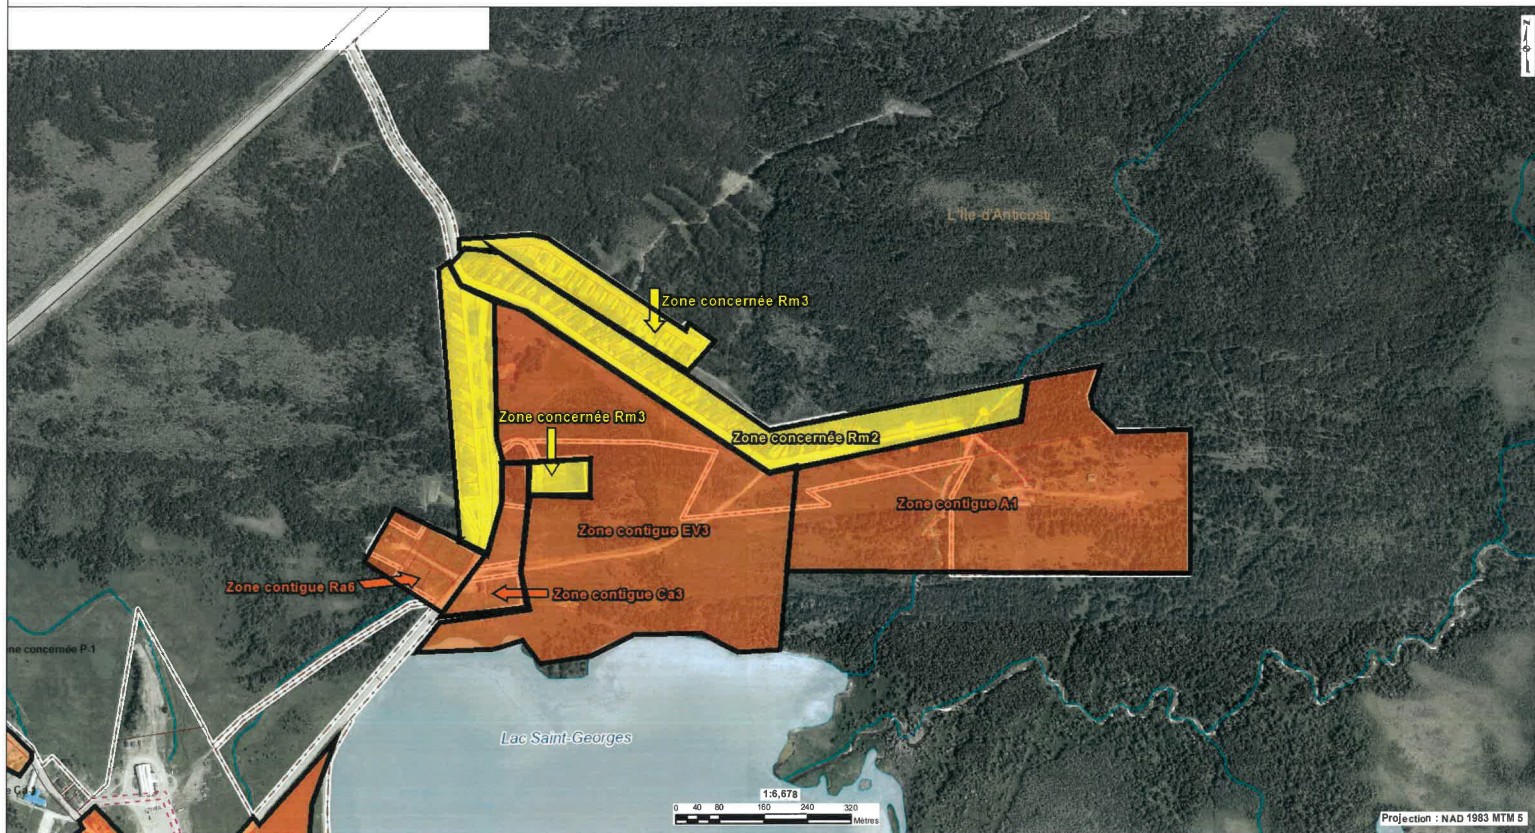 N
L'Île-d'Anticosti
Zone concernée Rm3
Zone concernée Rm3
Zone concernée Rm2
Zone contigue A1
Zone contigue EV3
Zone contigue Ra6
Zone contigue Ca3
ne concernée P-1
Lac Saint-Georges
1:6,678
0 40 80 160 240 320
Mètres
Projection : NAD 1983 MTM 5